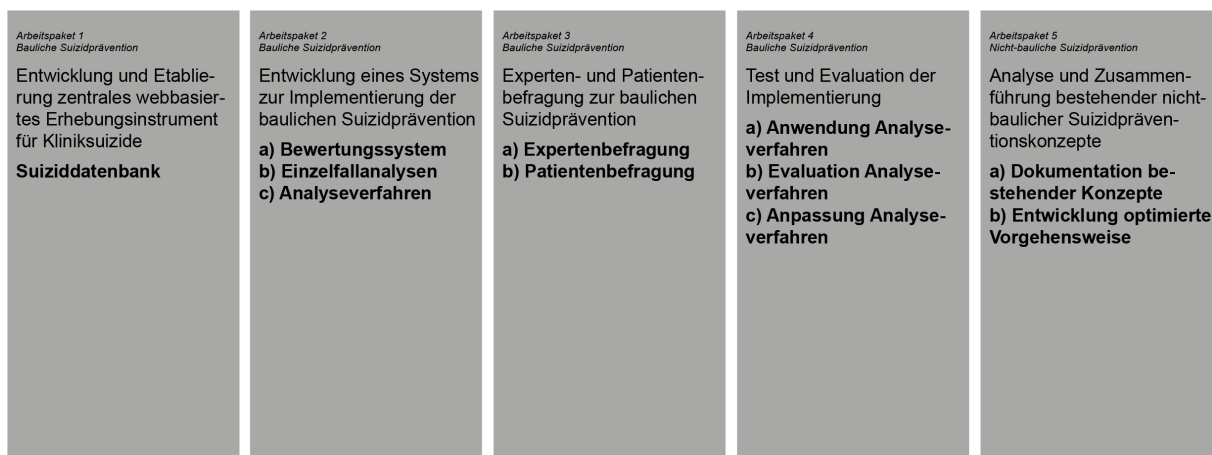 Arbeitspaket 1
Bauliche Suizidprävention
Entwicklung und Etablie-
rung zentrales webbasier-
tes Erhebungsinstrument
für Kliniksuizide
Suiziddatenbank
Arbeitspaket 2
Bauliche Suizidprävention
Entwicklung eines Systems
zur Implementierung der
baulichen Suizidprävention
a) Bewertungssystem
b) Einzelfallanalysen
c) Analyseverfahren
Arbeitspaket 3
Bauliche Suizidprävention
Experten- und Patienten-
befragung zur baulichen
Suizidprävention
a) Expertenbefragung
b) Patientenbefragung
Arbeitspaket 4
Bauliche Suizidprävention
Test und Evaluation der
Implementierung
a) Anwendung Analyse-
verfahren
b) Evaluation Analyse-
verfahren
c) Anpassung Analyse-
verfahren
Arbeitspaket 5
Nicht-bauliche Suizidprävention
Analyse und Zusammen-
führung bestehender nicht-
baulicher Suizidpräven-
tionskonzepte
a) Dokumentation be-
stehender Konzepte
b) Entwicklung optimierte
Vorgehensweise